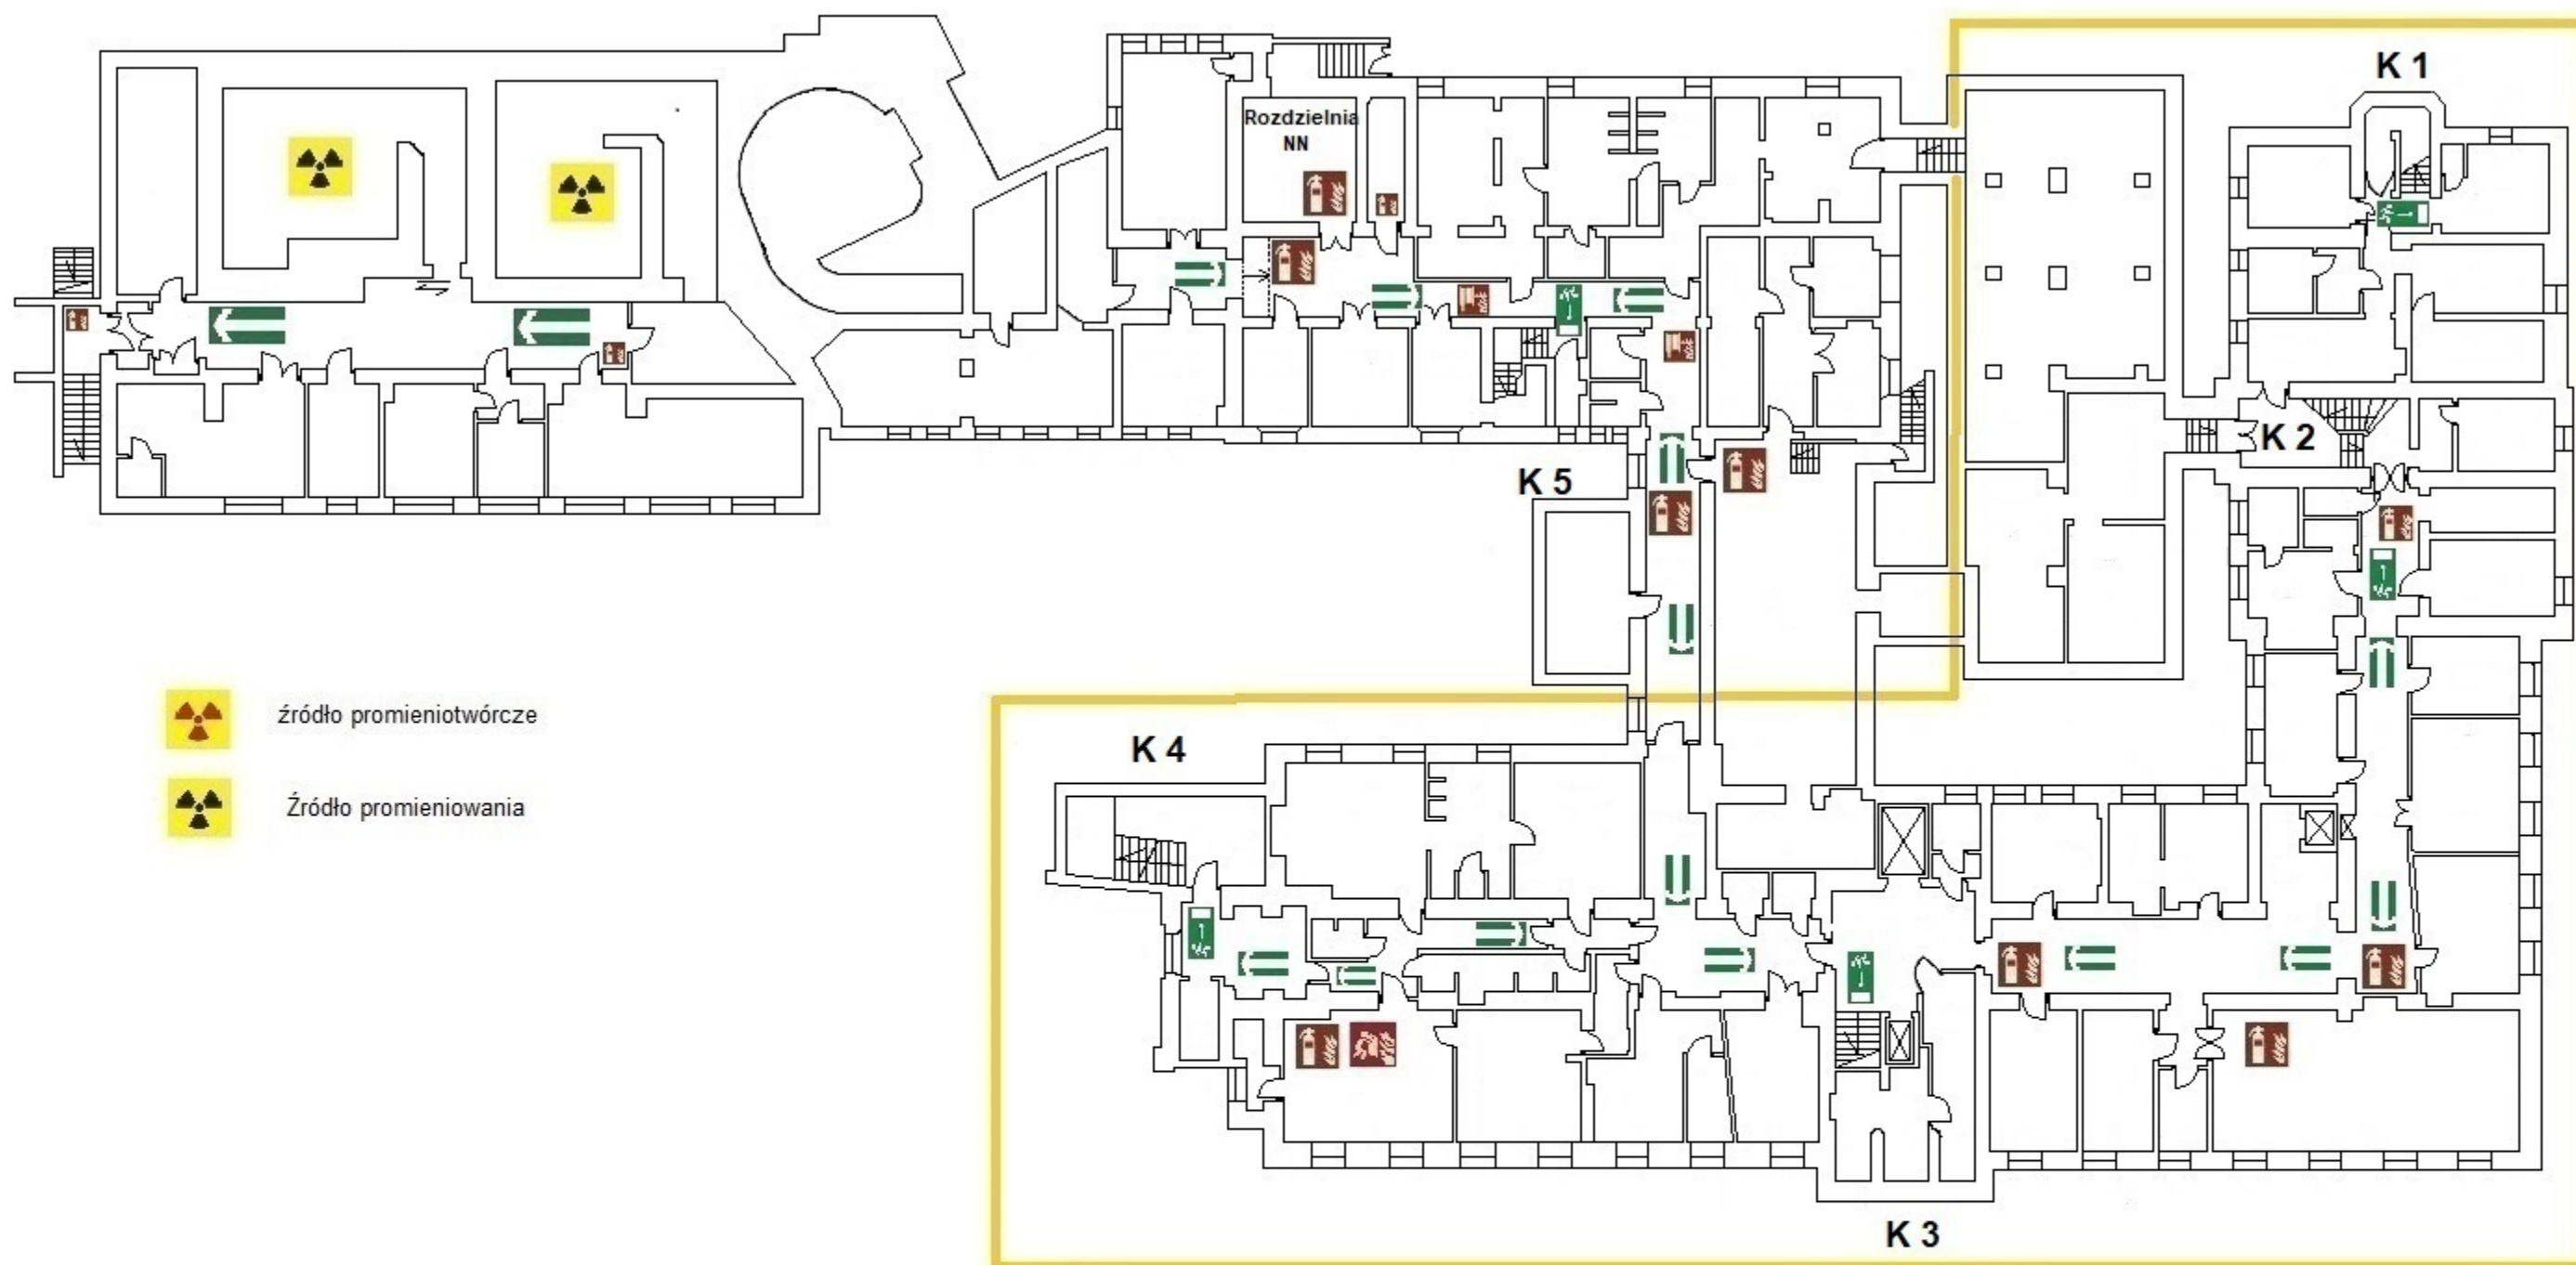 K 1
Rozdzielnia
NN
K 2
K 5
źródło promieniotwórcze
K 4
Źródło promieniowania
K 3